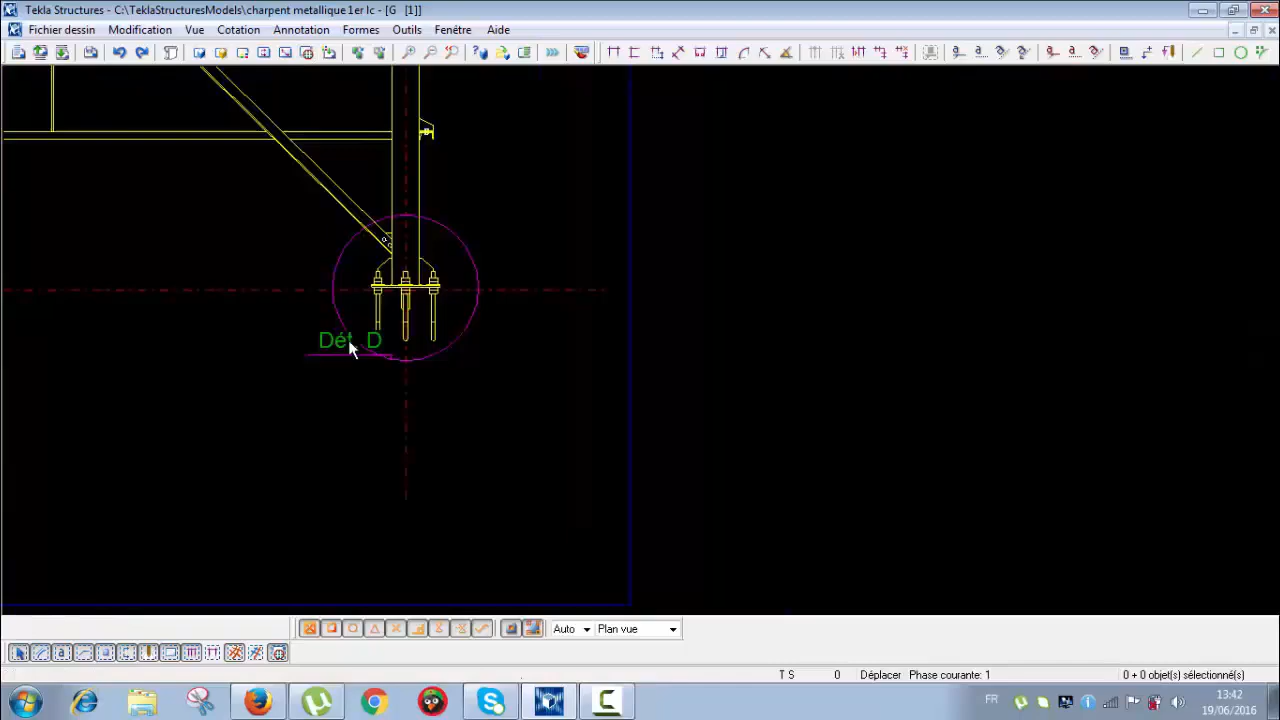 Tekla Structures - C:\TeklaStructuresModels\charpent metallique 1er lc - [G [1]]
Fichier dessin Modification Vue Cotation Annotation Formes Outils Fenêtre Aide
Dét. D
Auto Plan vue
T S 0 Déplacer Phase courante: 1 0 + 0 objet(s) sélectionné(s)
FR 13:42
19/06/2016